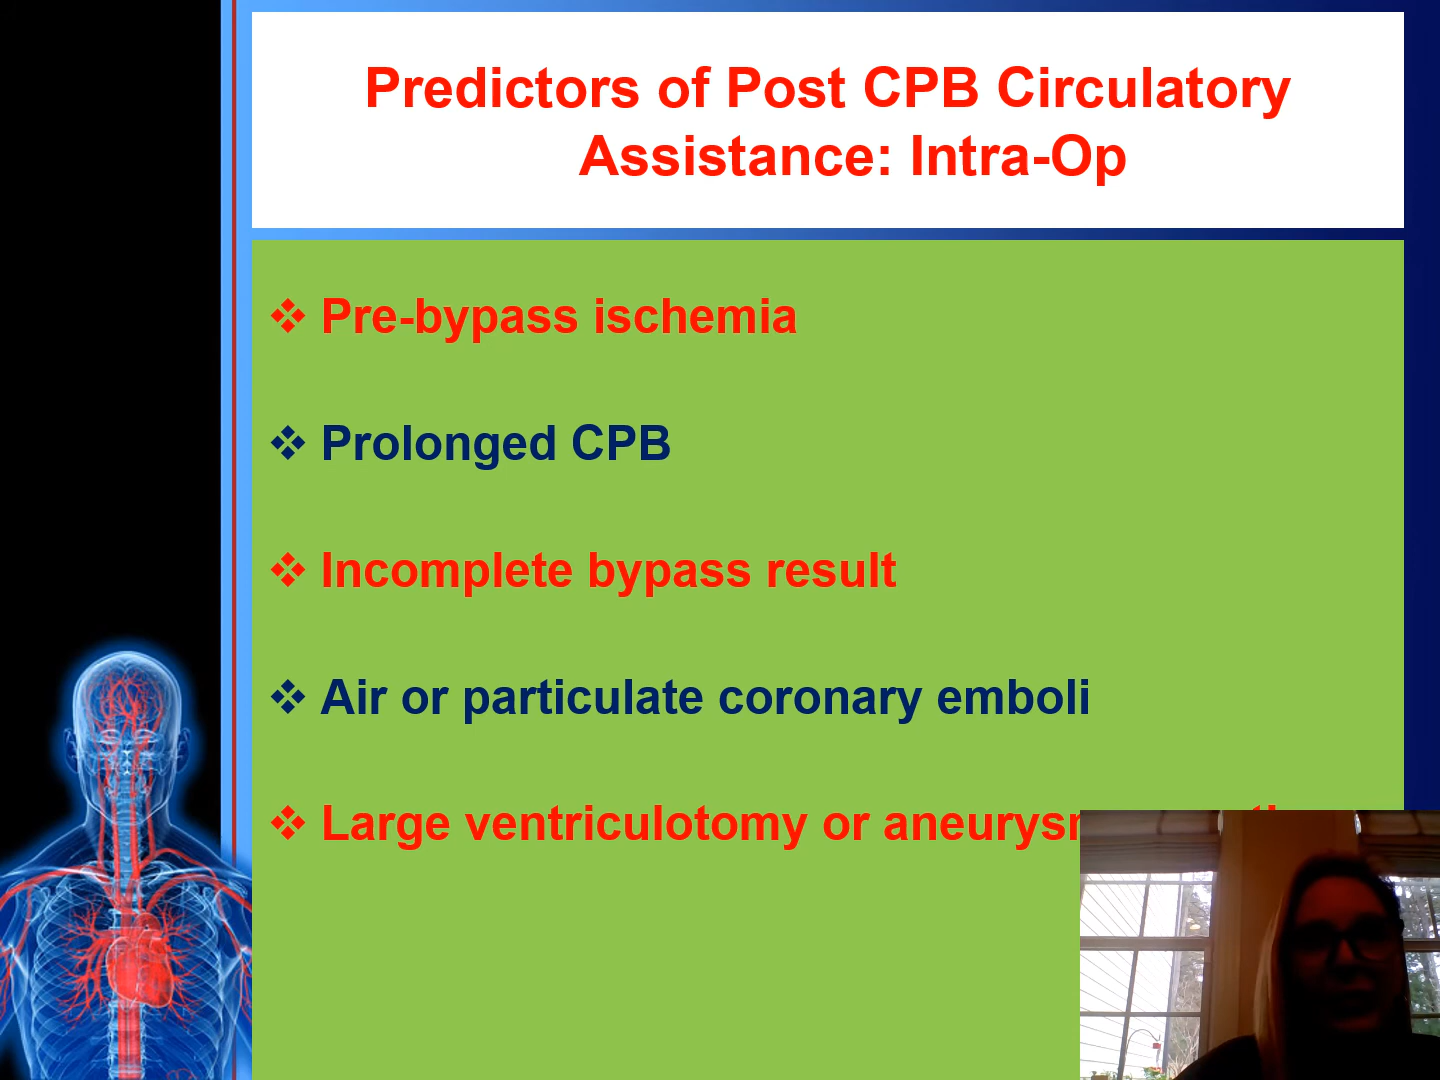 Predictors of Post CPB Circulatory
Assistance: Intra-Op
❖ Pre-bypass ischemia
❖ Prolonged CPB
❖ Incomplete bypass result
❖ Air or particulate coronary emboli
❖ Large ventriculotomy or